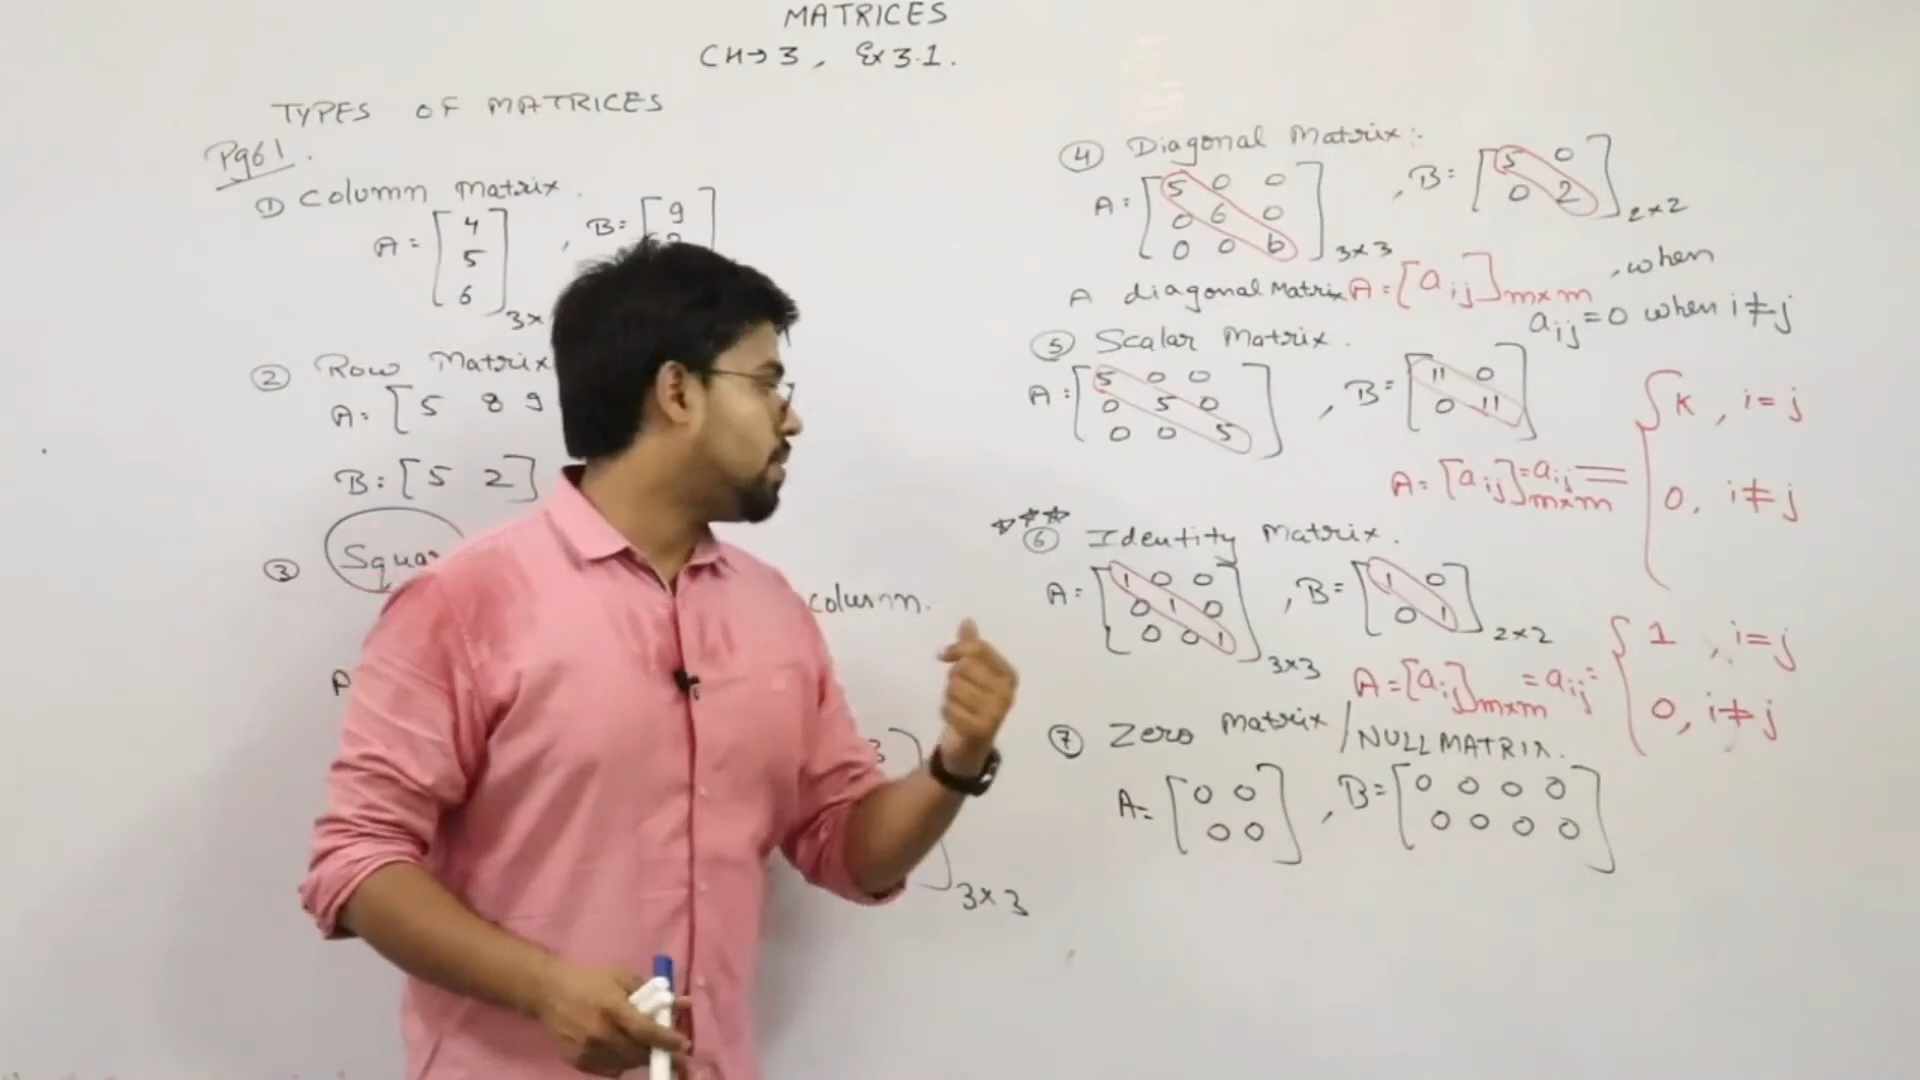 MATRICES
CH→3, Ex 3.1.
TYPES OF MATRICES
Pg61.
① Column Matrix.
A = [4
5
6] 3×
, B = [9
]
② Row Matrix
A = [5 8 9
B = [5 2]
③
column.
A
3 ]
3×3
④ Diagonal Matrix:
A = [5 0 0
0 6 0
0 0 6] 3×3
, B = [5 0
0 2] 2×2
A diagonal Matrix A = [aij] m×m , when
aij = 0 when i ≠ j
⑤ Scalar Matrix.
A = [5 0 0
0 5 0
0 0 5]
, B = [11 0
0 11]
A = [aij] m×m = aij = { K, i = j
0, i ≠ j
☆☆☆
⑥ Identity Matrix.
A = [1 0 0
0 1 0
0 0 1] 3×3
, B = [1 0
0 1] 2×2
A = [aij] m×m = aij = { 1, i = j
0, i ≠ j
⑦ Zero Matrix / NULL MATRIX.
A = [0 0
0 0]
, B = [0 0 0 0
0 0 0 0]